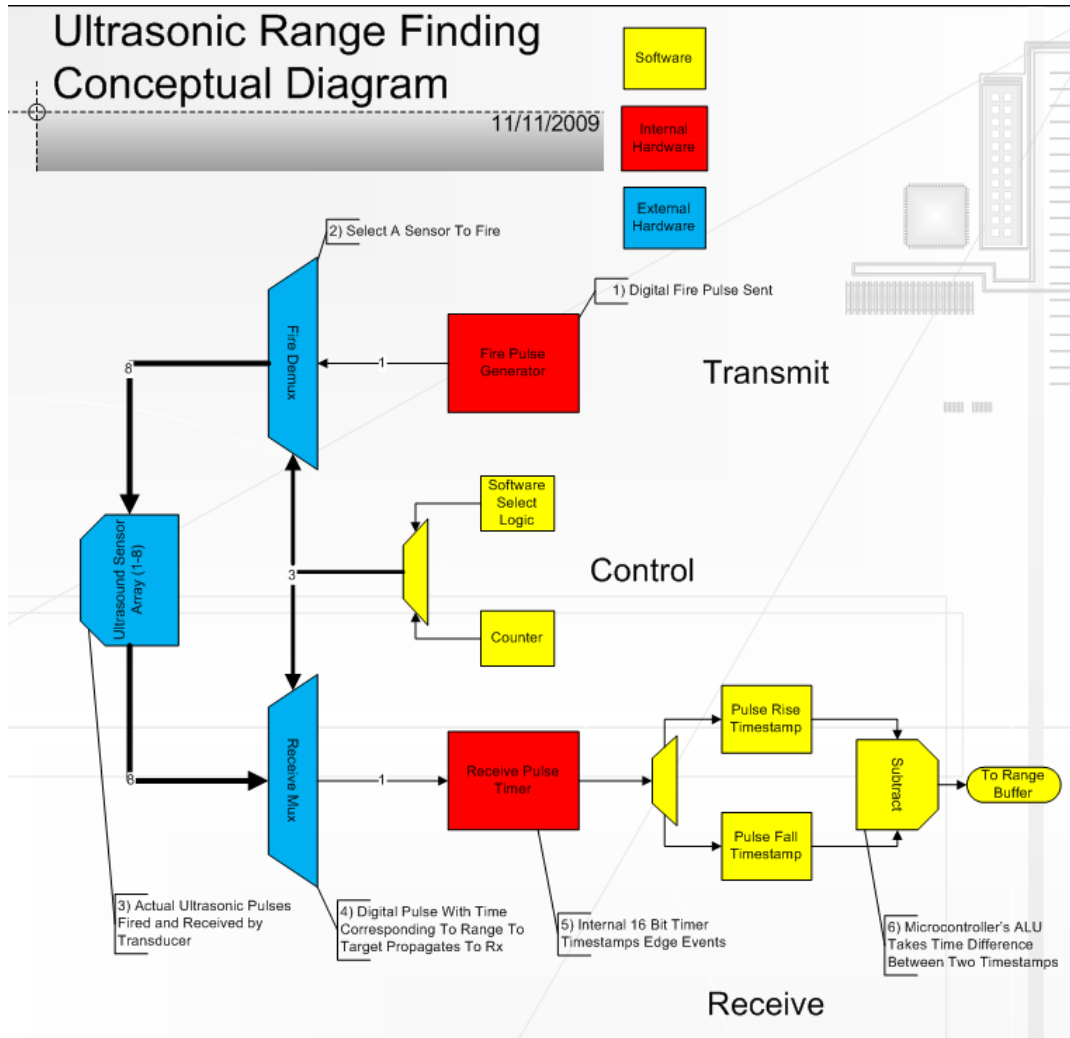 Ultrasonic Range Finding
Conceptual Diagram
11/11/2009
Software
Internal
Hardware
External
Hardware
2) Select A Sensor To Fire
1) Digital Fire Pulse Sent
Fire Demux
1
Fire Pulse
Generator
8
Transmit
Software
Select
Logic
Ultrasound Sensor
Array (1-8)
3
Control
Counter
Receive Mux
8
1
Receive Pulse
Timer
Pulse Rise
Timestamp
Pulse Fall
Timestamp
Subtract
To Range
Buffer
3) Actual Ultrasonic Pulses
Fired and Received by
Transducer
4) Digital Pulse With Time
Corresponding To Range To
Target Propagates To Rx
5) Internal 16 Bit Timer
Timestamps Edge Events
6) Microcontroller's ALU
Takes Time Difference
Between Two Timestamps
Receive